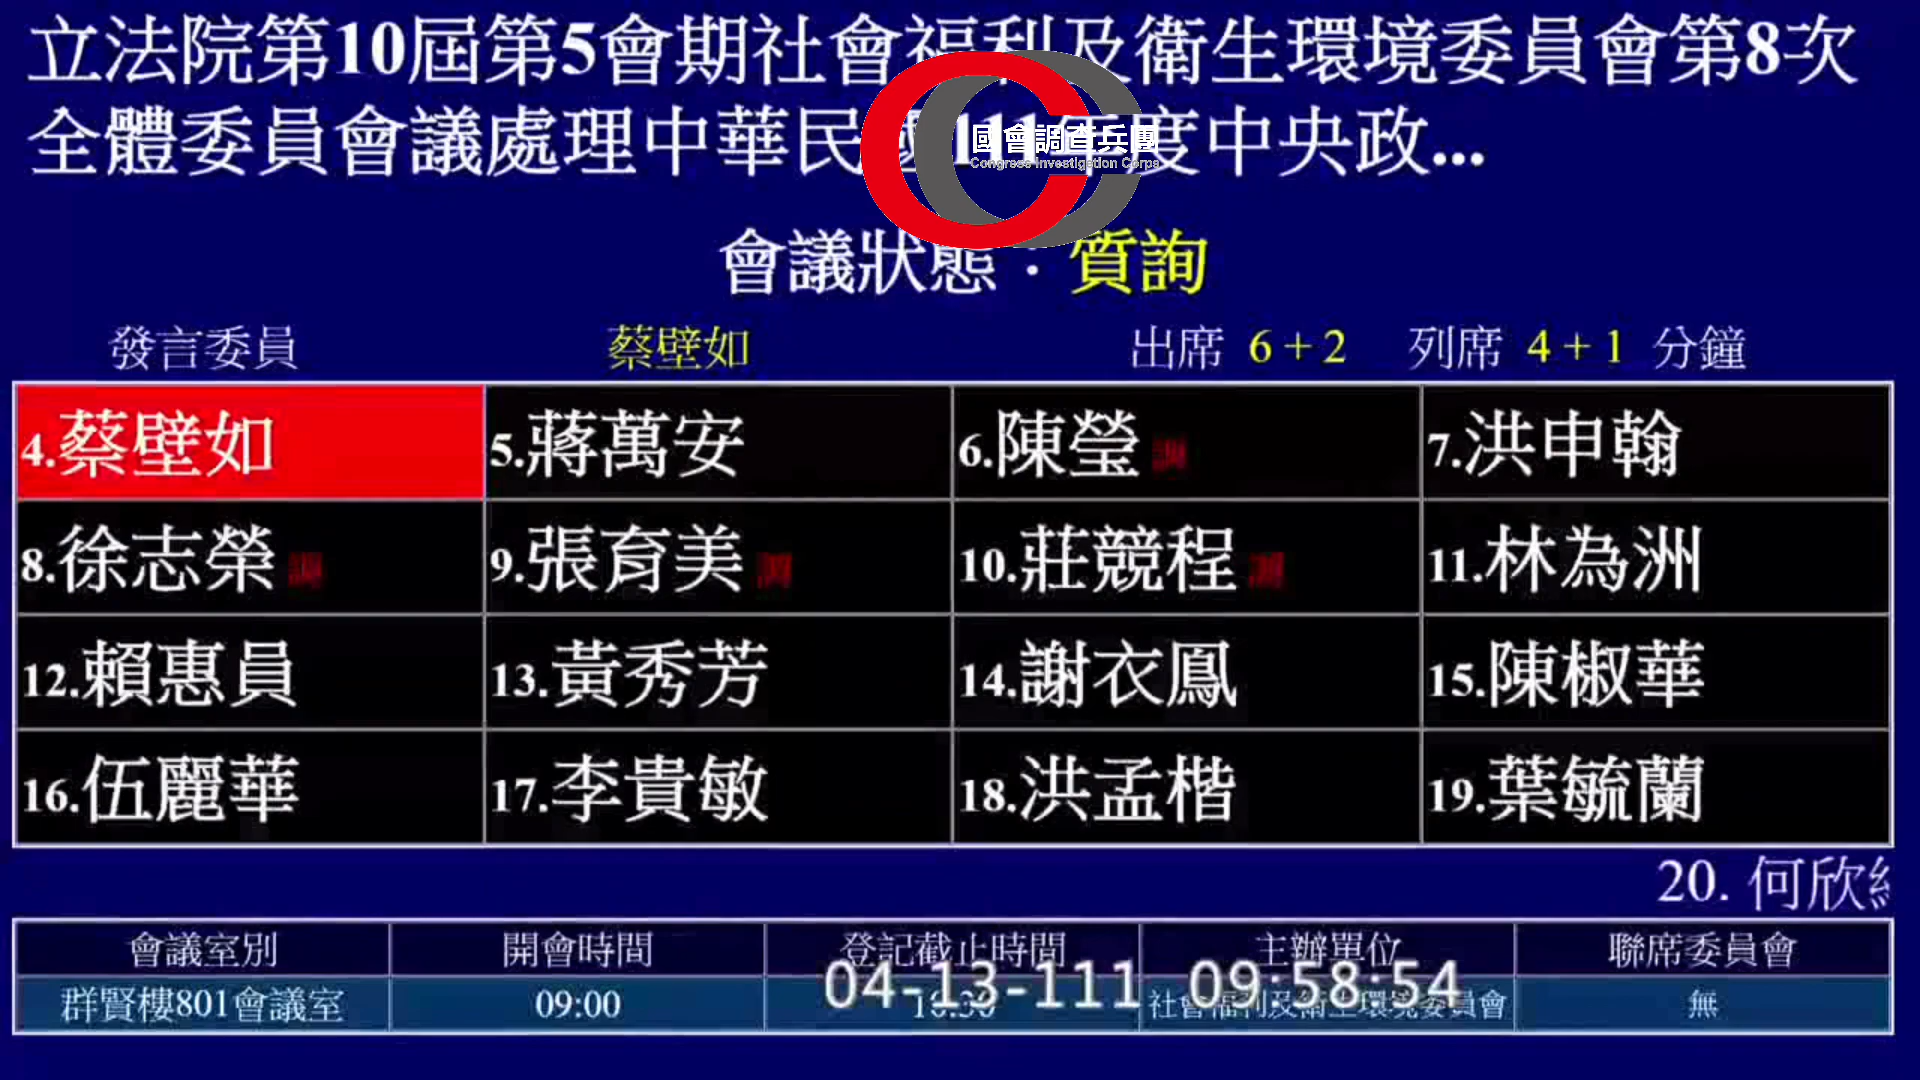 立法院第10屆第5會期社會福利及衛生環境委員會第8次
全體委員會議處理中華民國111年度中央政...
國會調查兵團
Congress Investigation Corps
會議狀態：質詢
發言委員 蔡壁如 出席 6+2 列席 4+1 分鐘
4.蔡壁如 5.蔣萬安 6.陳瑩 調 7.洪申翰
8.徐志榮 調 9.張育美 調 10.莊競程 調 11.林為洲
12.賴惠員 13.黃秀芳 14.謝衣鳯 15.陳椒華
16.伍麗華 17.李貴敏 18.洪孟楷 19.葉毓蘭
20. 何欣
會議室別 開會時間 登記截止時間 主辦單位 聯席委員會
04-13-111 09:58:54
群賢樓801會議室 09:00 10:30 社會福利及衛生環境委員會 無